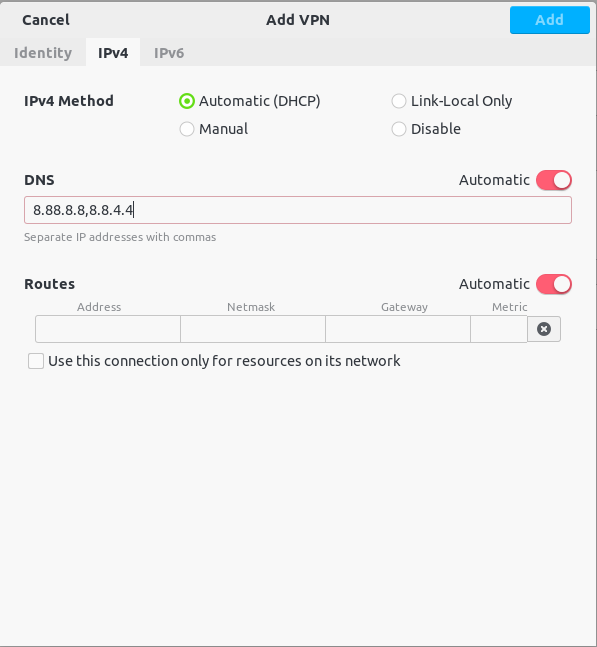 Cancel Add VPN Add
Identity IPv4 IPv6
IPv4 Method Automatic (DHCP) Link-Local Only
Manual Disable
DNS Automatic
8.88.8.8,8.8.4.4
Separate IP addresses with commas
Routes Automatic
Address Netmask Gateway Metric
Use this connection only for resources on its network